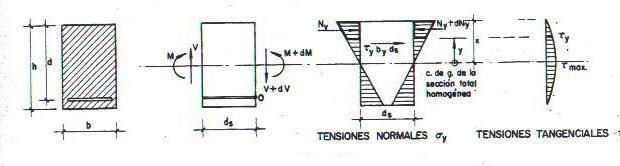 h
d
b
M
V
M + dM
V + dV
O
ds
Ny
Ny + dNy
τy by ds
x
y
c. de g. de la
sección total
homogénea
ds
τy
τ max.
TENSIONES NORMALES σy
TENSIONES TANGENCIALES τ